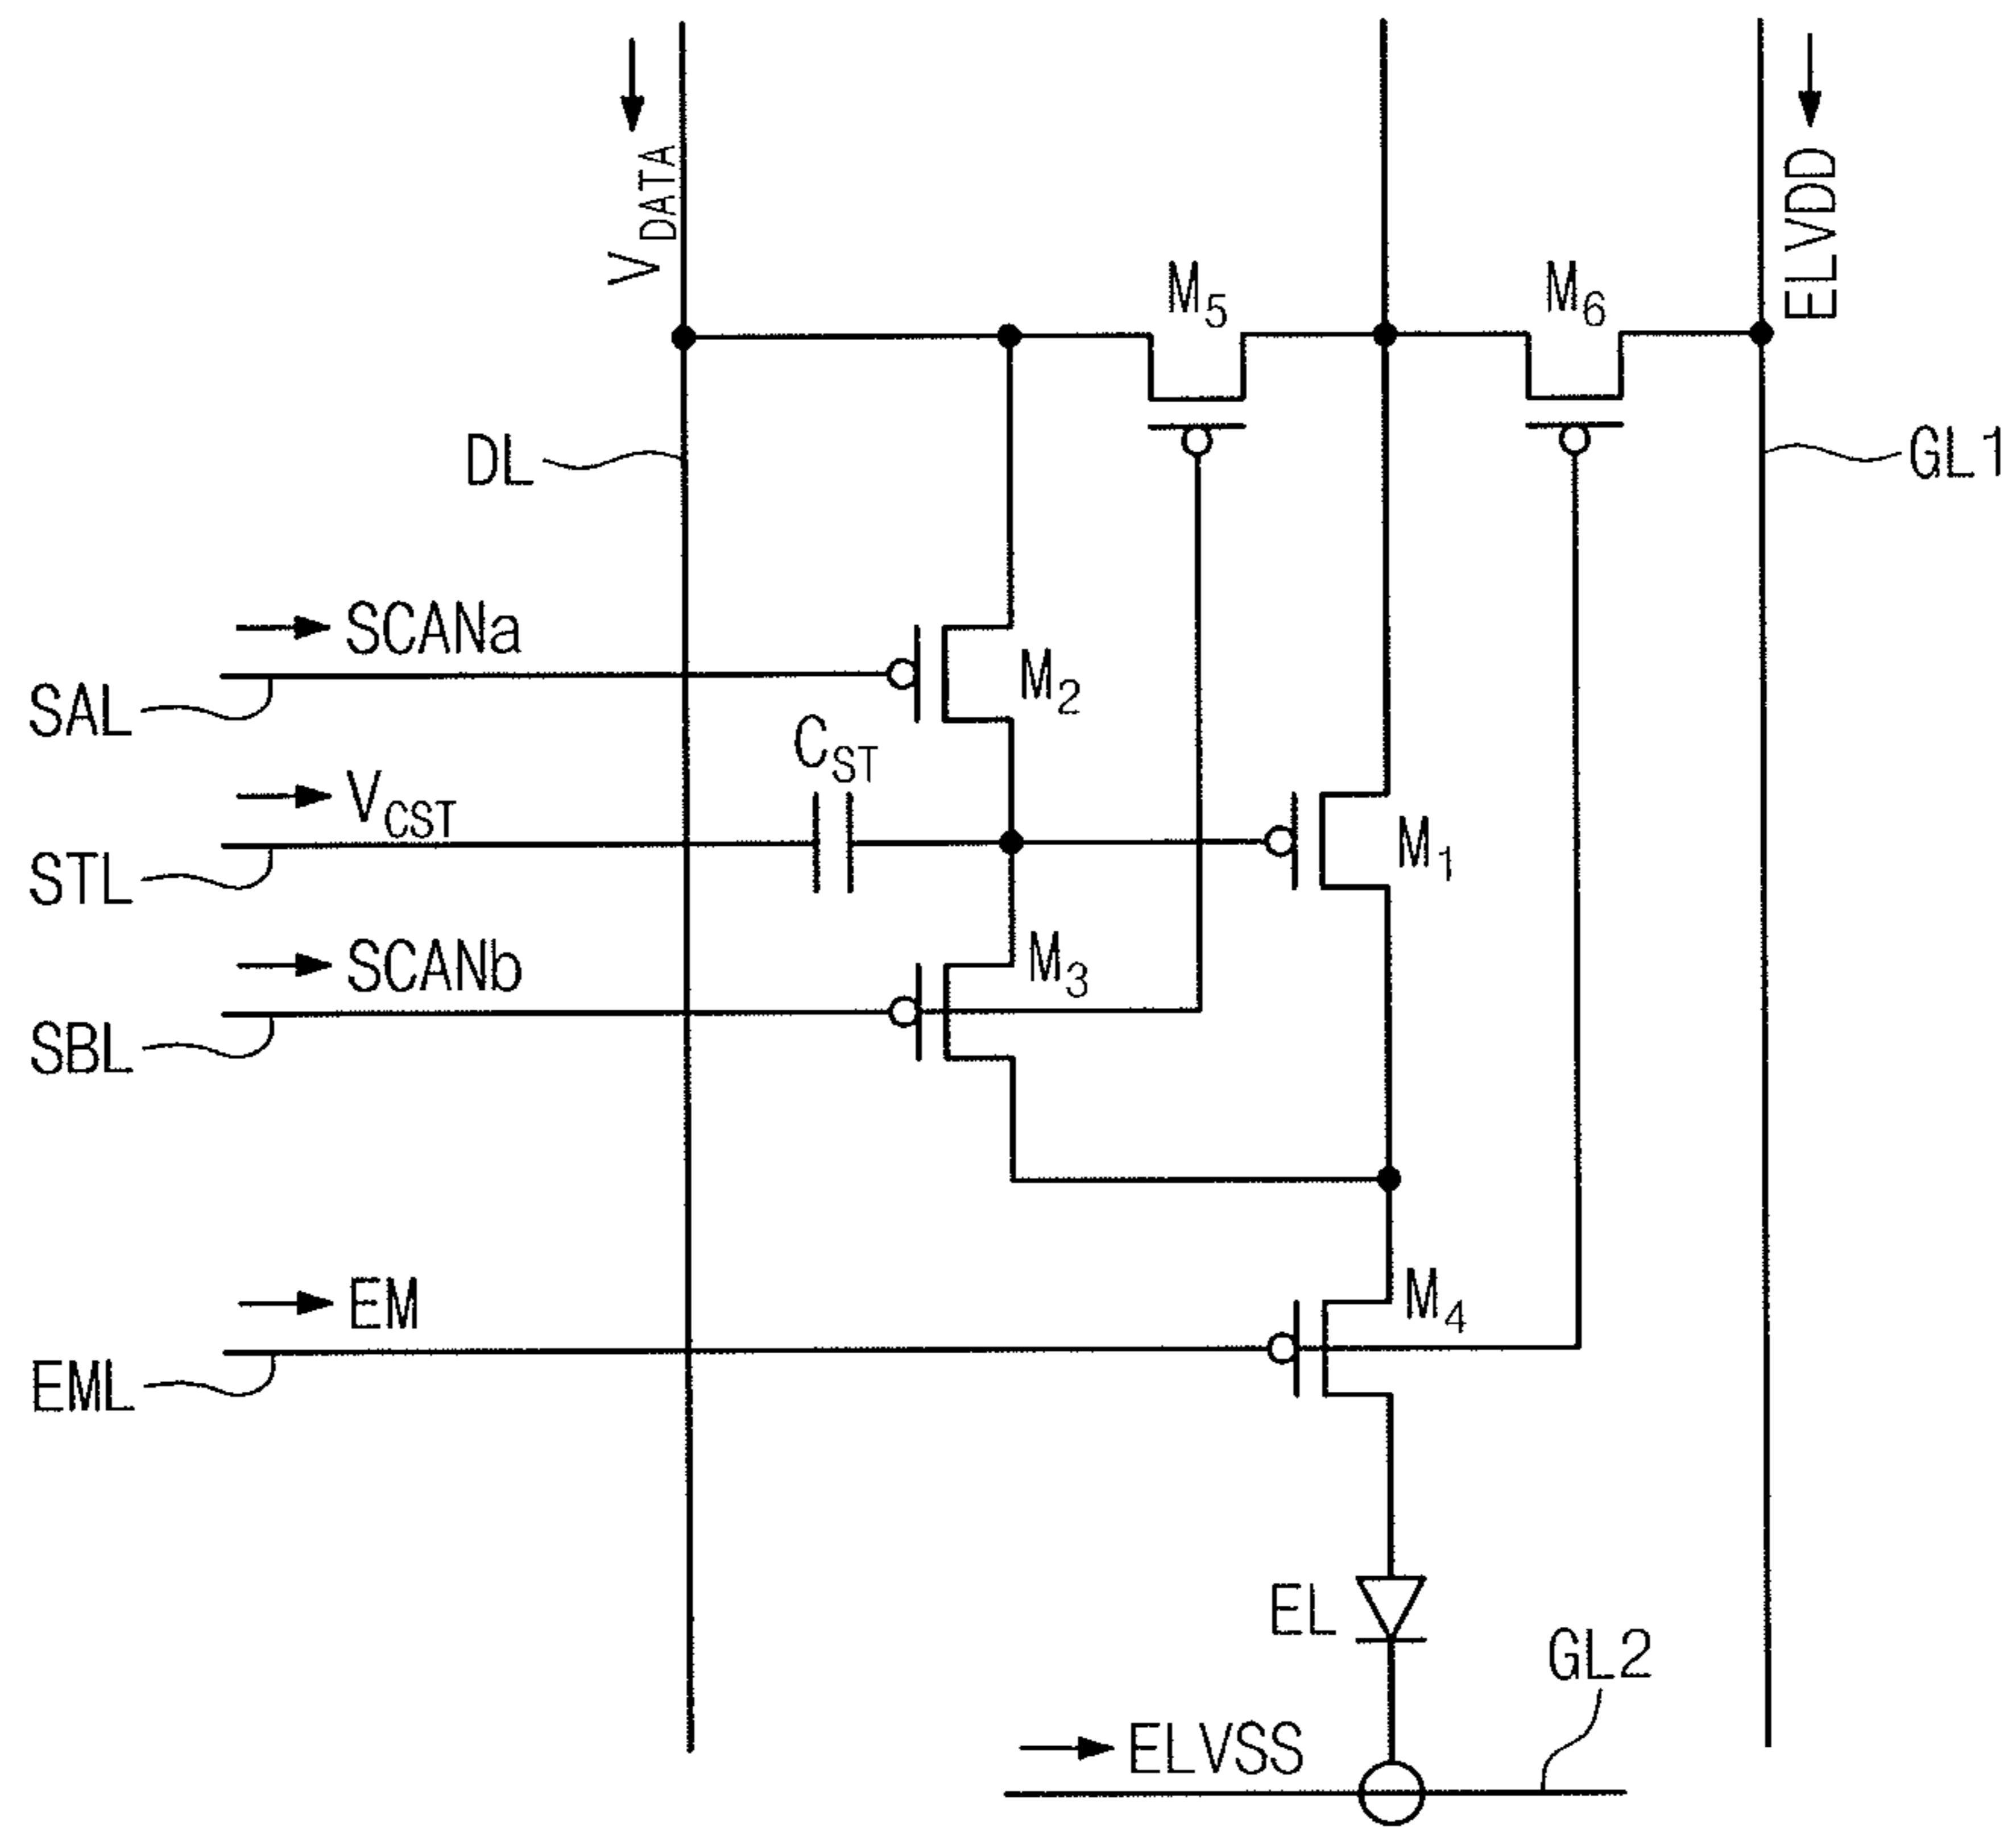 VDATA
ELVDD
M5
M6
DL
GL1
SCANa
SAL
M2
CST
VCST
STL
M1
SCANb
M3
SBL
EM
M4
EML
EL
GL2
ELVSS